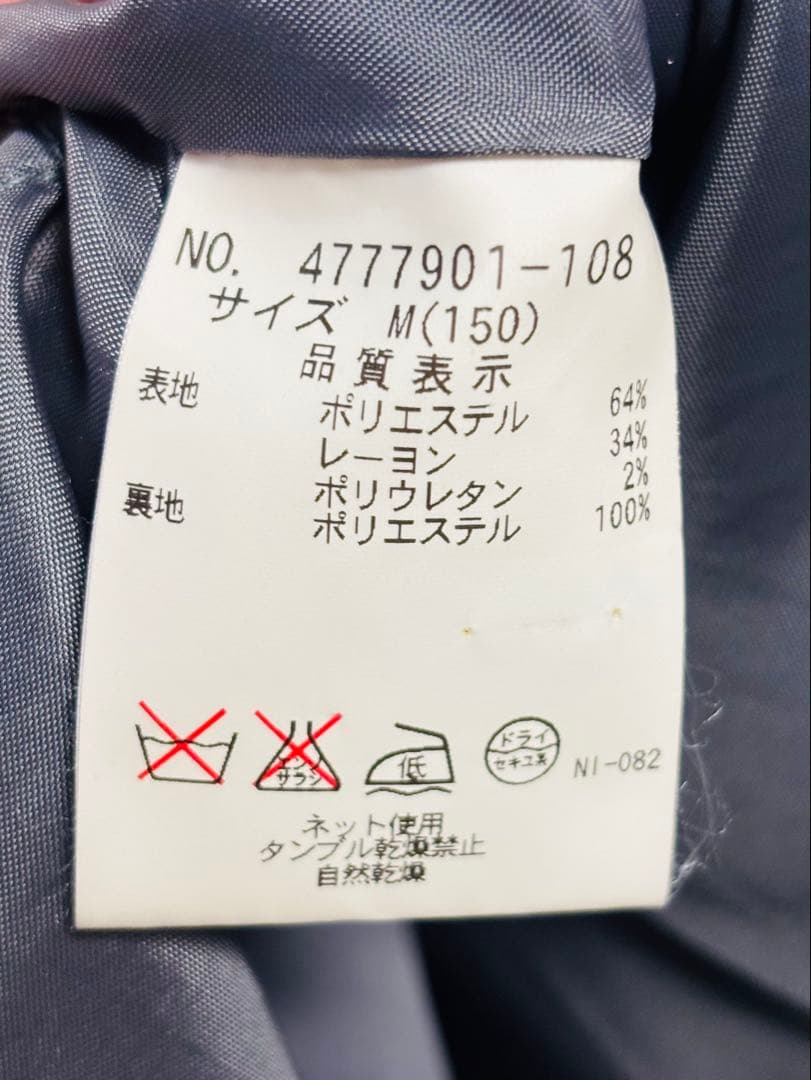 NO. 4777901-108
サイズ M(150)
品質表示
表地 ポリエステル 64%
レーヨン 34%
ポリウレタン 2%
裏地 ポリエステル 100%
エンソ
サラシ
低
ドライ
セキユ系
NI-082
ネット使用
タンブル乾燥禁止
自然乾燥